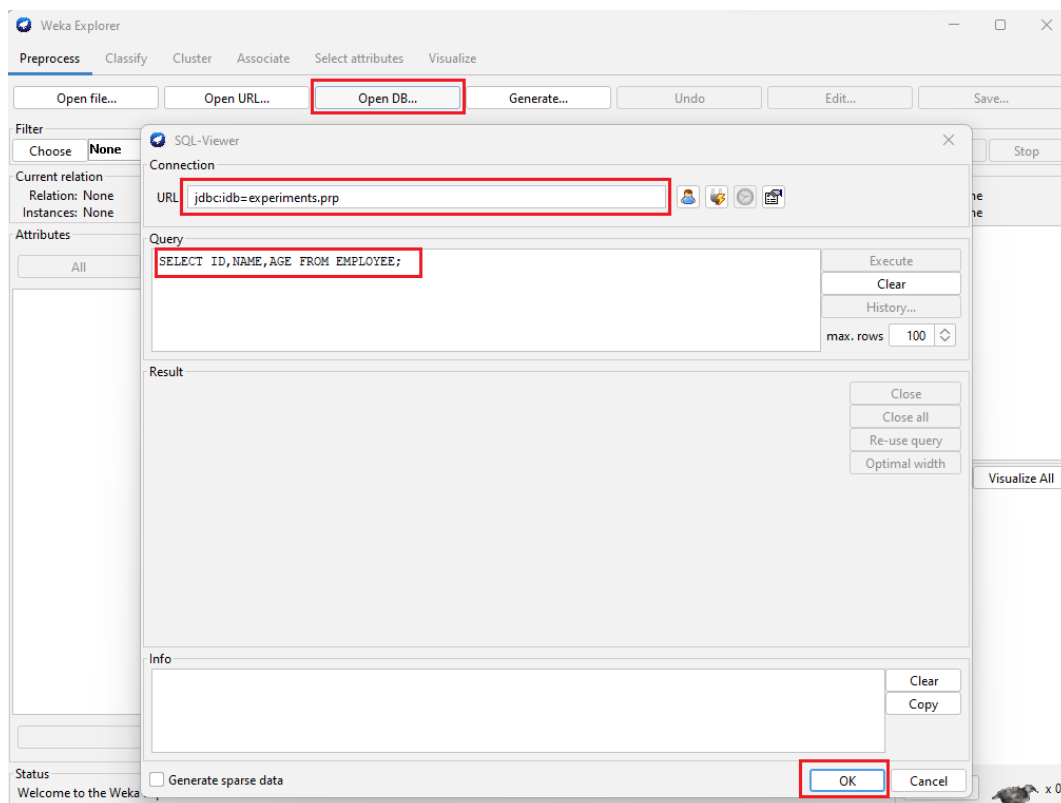 Weka Explorer
Preprocess Classify Cluster Associate Select attributes Visualize
Open file... Open URL... Open DB... Generate... Undo Edit... Save...
Filter
Choose None
Stop
SQL-Viewer
Connection
URL jdbc:idb=experiments.prp
Current relation
Relation: None
Instances: None
Attributes
All
Query
SELECT ID,NAME,AGE FROM EMPLOYEE;
Execute
Clear
History...
max. rows 100
Result
Close
Close all
Re-use query
Optimal width
Visualize All
Info
Clear
Copy
Generate sparse data
OK Cancel
Status
Welcome to the Weka
x 0